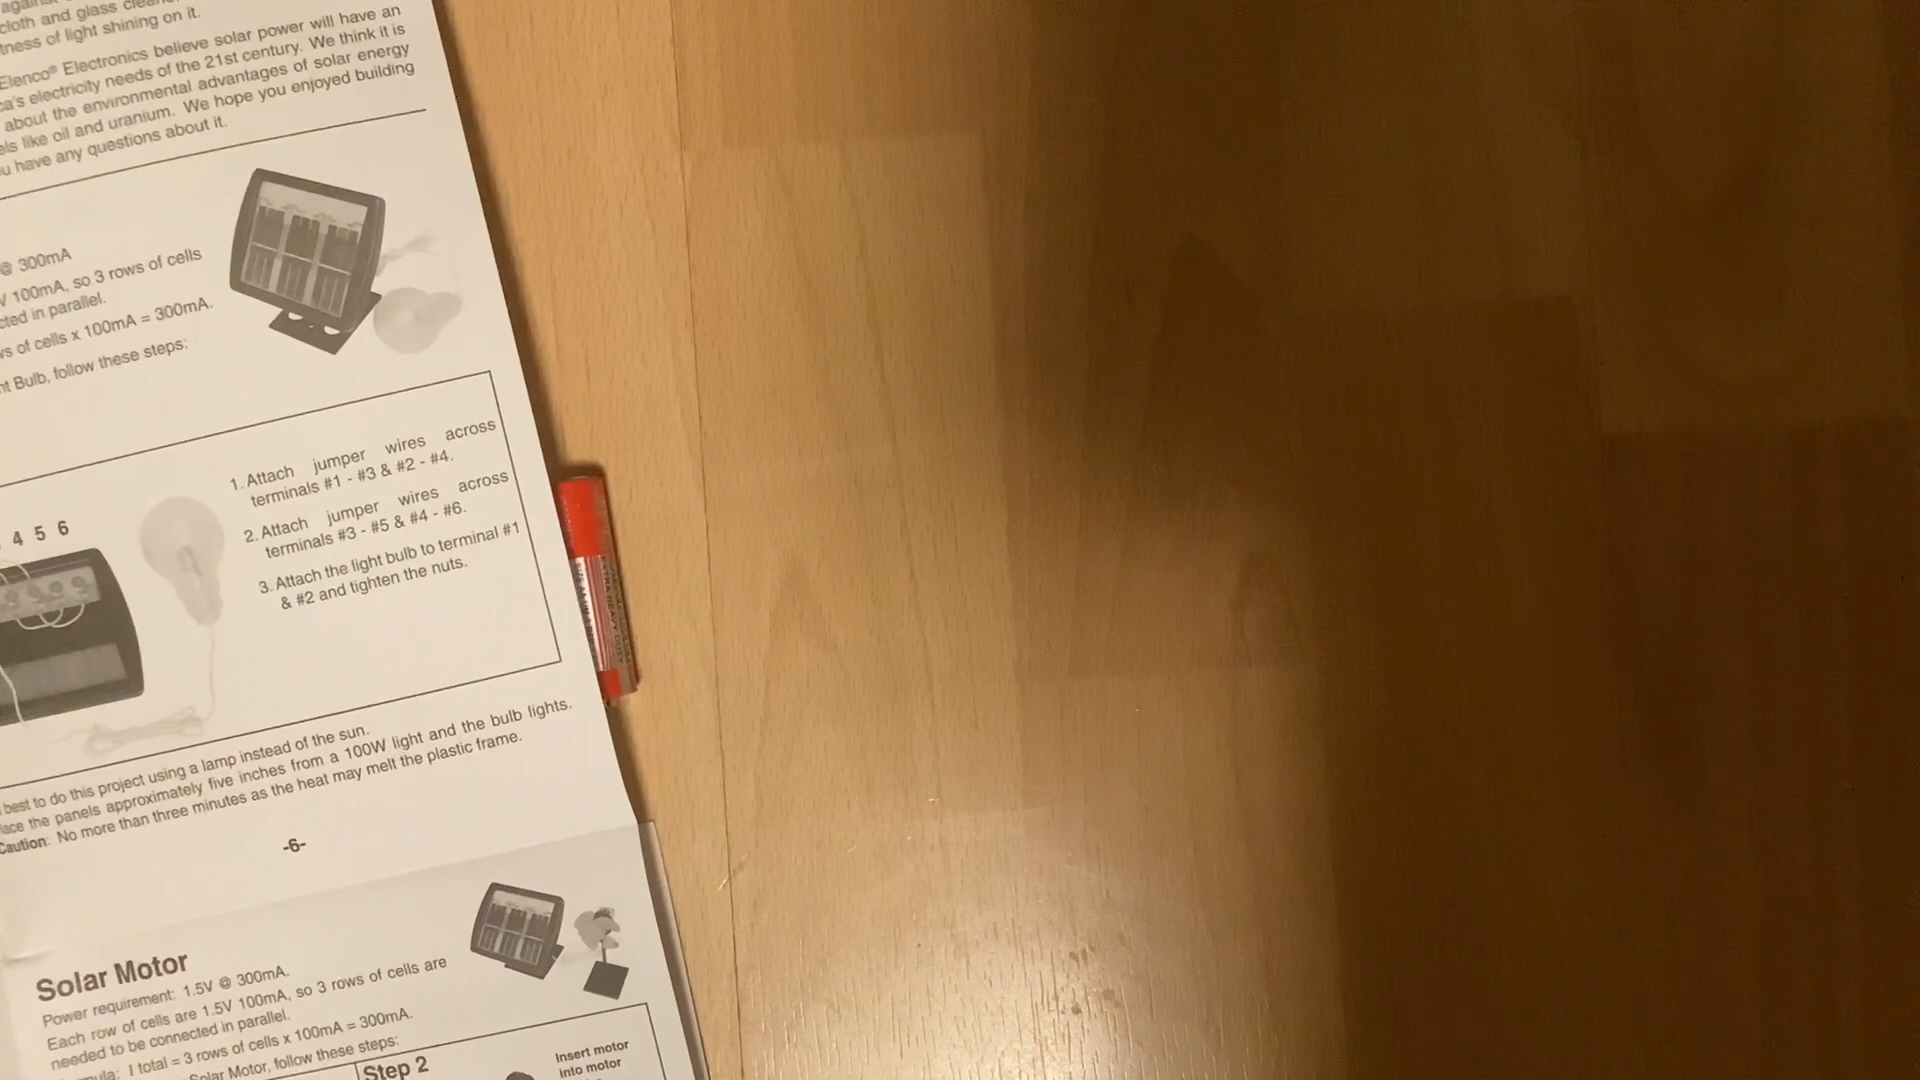 cloth and glass
tness of light shining on it.
Elenco® Electronics believe solar power will have an
ca's electricity needs of the 21st century. We think it is
about the environmental advantages of solar energy
els like oil and uranium. We hope you enjoyed building
u have any questions about it.
@ 300mA
V 100mA, so 3 rows of cells
cted in parallel.
ws of cells x 100mA = 300mA.
ht Bulb, follow these steps:
1. Attach jumper wires across
terminals #1 - #3 & #2 - #4.
2. Attach jumper wires across
terminals #3 - #5 & #4 - #6.
3. Attach the light bulb to terminal #1
& #2 and tighten the nuts.
4 5 6
best to do this project using a lamp instead of the sun.
lace the panels approximately five inches from a 100W light and the bulb lights.
Caution: No more than three minutes as the heat may melt the plastic frame.
-6-
Solar Motor
Power requirement: 1.5V @ 300mA.
Each row of cells are 1.5V 100mA, so 3 rows of cells are
needed to be connected in parallel.
mula: I total = 3 rows of cells x 100mA = 300mA.
Solar Motor, follow these steps:
Step 2
Insert motor
into motor